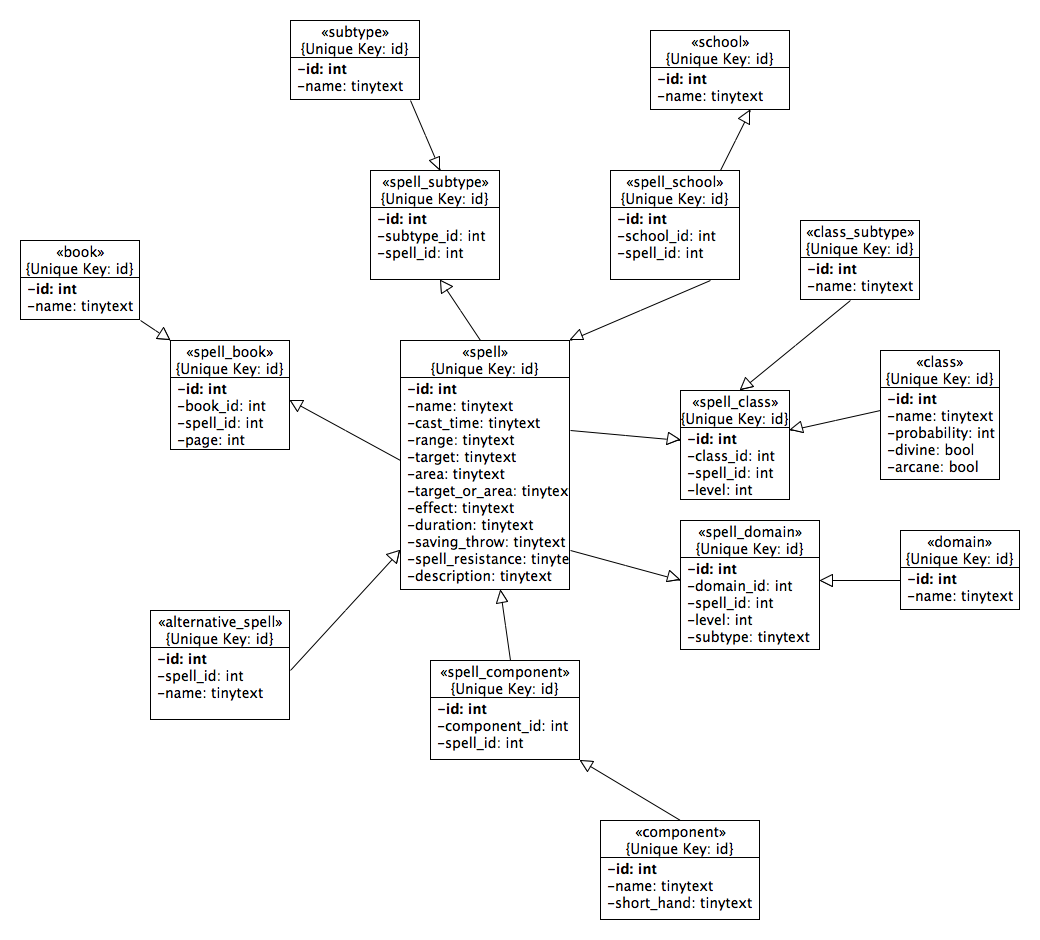 «subtype»
{Unique Key: id}
−id: int
−name: tinytext
«school»
{Unique Key: id}
−id: int
−name: tinytext
«spell_subtype»
{Unique Key: id}
−id: int
−subtype_id: int
−spell_id: int
«spell_school»
{Unique Key: id}
−id: int
−school_id: int
−spell_id: int
«class_subtype»
{Unique Key: id}
−id: int
−name: tinytext
«book»
{Unique Key: id}
−id: int
−name: tinytext
«spell_book»
{Unique Key: id}
−id: int
−book_id: int
−spell_id: int
−page: int
«spell»
{Unique Key: id}
−id: int
−name: tinytext
−cast_time: tinytext
−range: tinytext
−target: tinytext
−area: tinytext
−target_or_area: tinytex
−effect: tinytext
−duration: tinytext
−saving_throw: tinytext
−spell_resistance: tinyte
−description: tinytext
«spell_class»
{Unique Key: id}
−id: int
−class_id: int
−spell_id: int
−level: int
«class»
{Unique Key: id}
−id: int
−name: tinytext
−probability: int
−divine: bool
−arcane: bool
«spell_domain»
{Unique Key: id}
−id: int
−domain_id: int
−spell_id: int
−level: int
−subtype: tinytext
«domain»
{Unique Key: id}
−id: int
−name: tinytext
«alternative_spell»
{Unique Key: id}
−id: int
−spell_id: int
−name: tinytext
«spell_component»
{Unique Key: id}
−id: int
−component_id: int
−spell_id: int
«component»
{Unique Key: id}
−id: int
−name: tinytext
−short_hand: tinytext